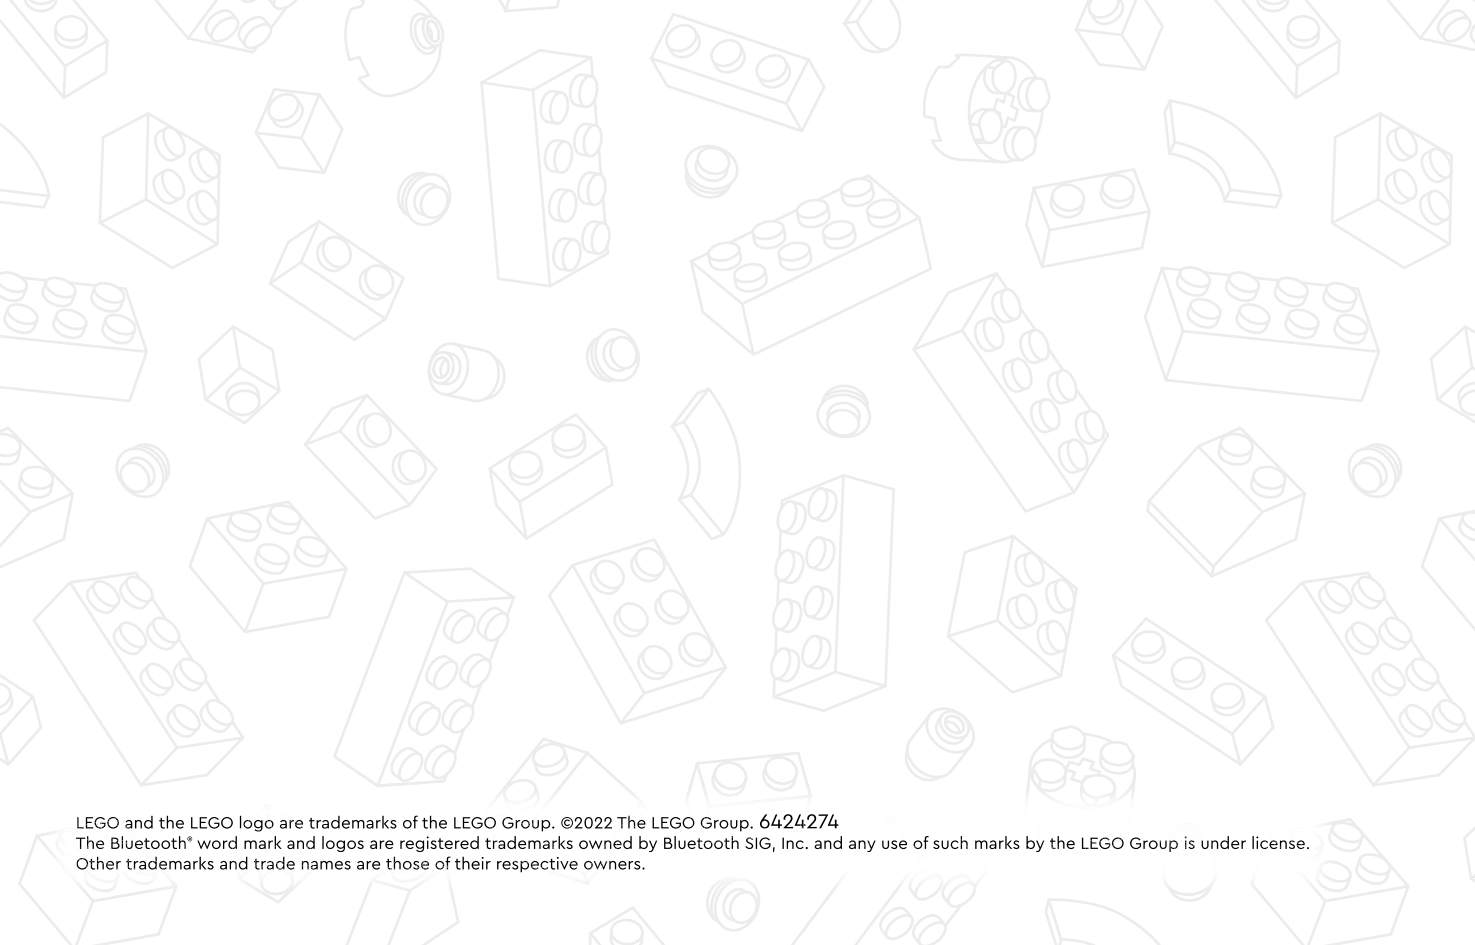 LEGO and the LEGO logo are trademarks of the LEGO Group. ©2022 The LEGO Group. 6424274
The Bluetooth® word mark and logos are registered trademarks owned by Bluetooth SIG, Inc. and any use of such marks by the LEGO Group is under license.
Other trademarks and trade names are those of their respective owners.